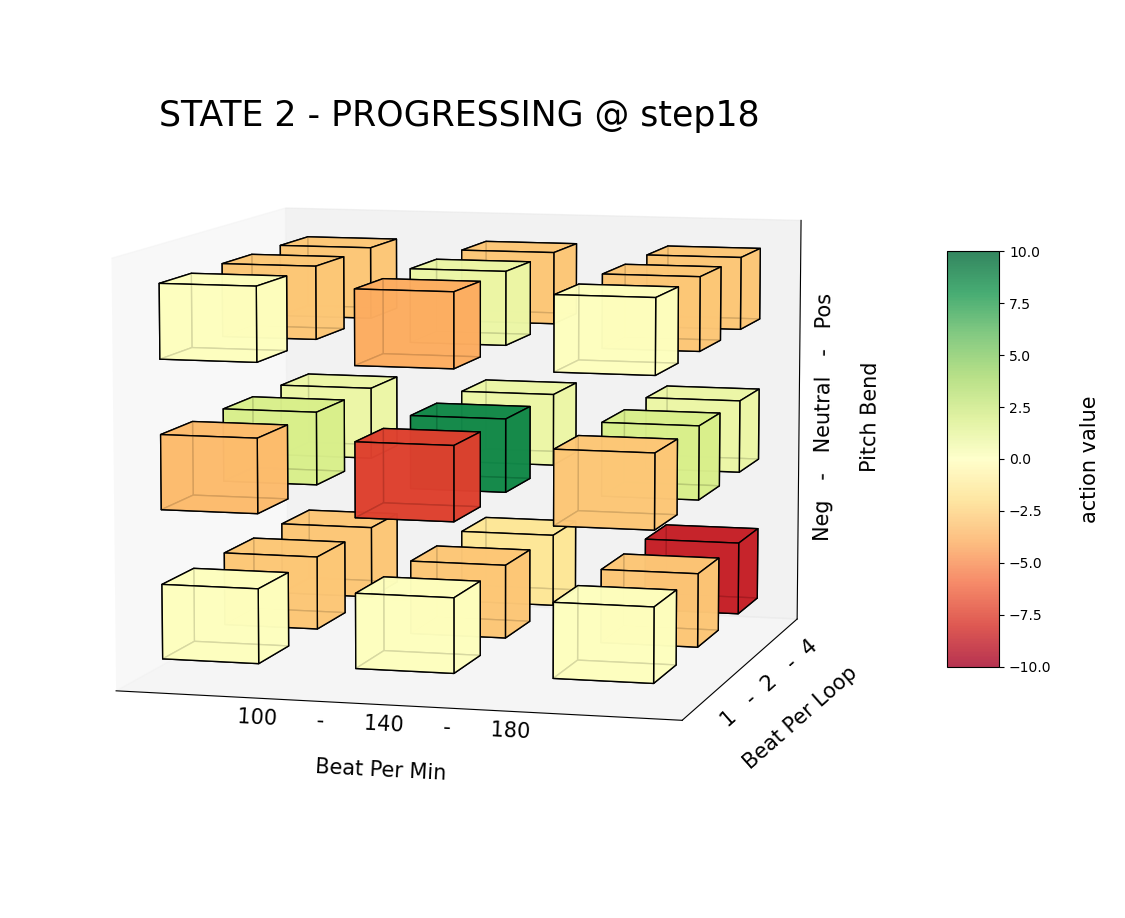 STATE 2 - PROGRESSING @ step18
Neg - Neutral - Pos
Pitch Bend
1 - 2 - 4
Beat Per Loop
100 - 140 - 180
Beat Per Min
10.0
7.5
5.0
2.5
0.0
−2.5
−5.0
−7.5
−10.0
action value